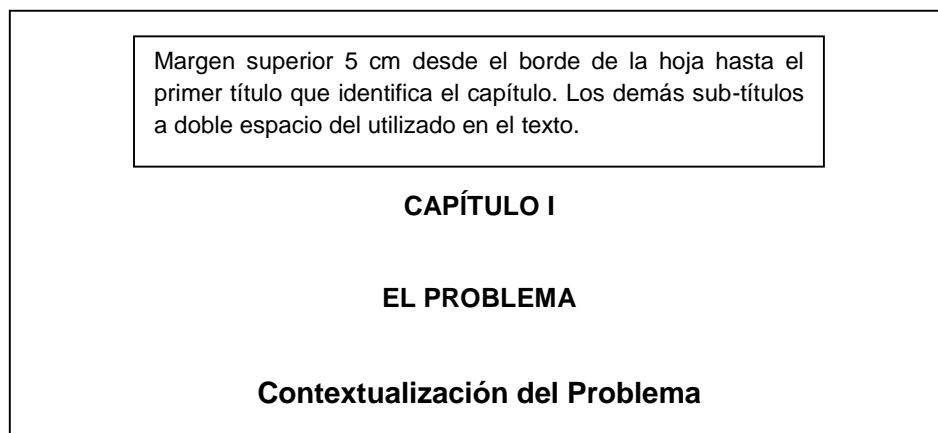 Margen superior 5 cm desde el borde de la hoja hasta el
primer título que identifica el capítulo. Los demás sub-títulos
a doble espacio del utilizado en el texto.
CAPÍTULO I
EL PROBLEMA
Contextualización del Problema